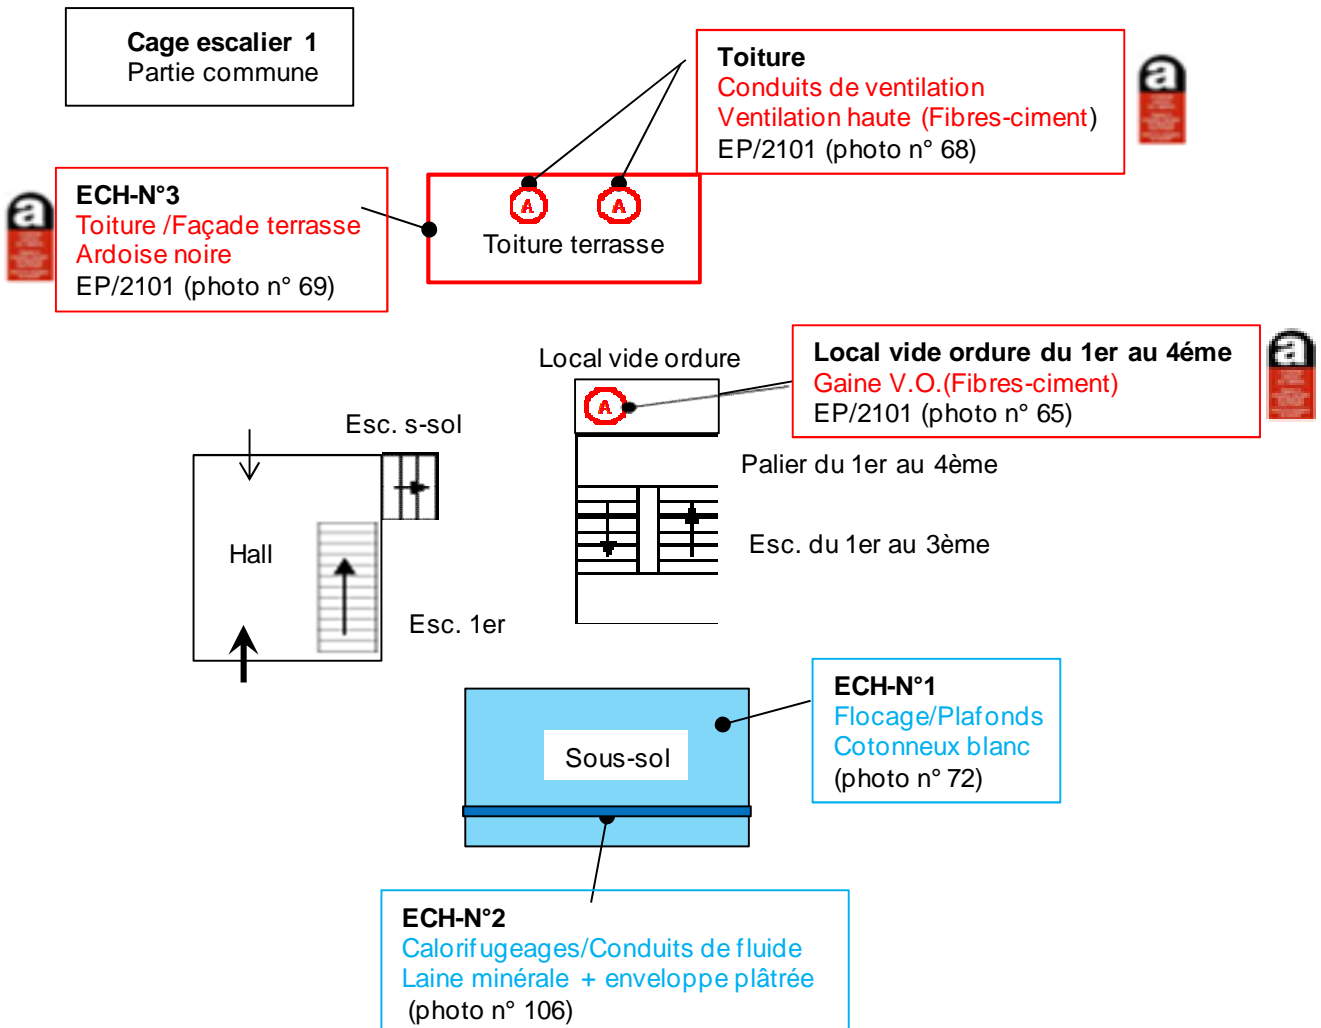 Cage escalier 1
Partie commune
Toiture
Conduits de ventilation
Ventilation haute (Fibres-ciment)
EP/2101 (photo n° 68)
a
ECH-N°3
Toiture /Façade terrasse
Ardoise noire
EP/2101 (photo n° 69)
a
A
A
Toiture terrasse
Local vide ordure
A
Local vide ordure du 1er au 4éme
Gaine V.O.(Fibres-ciment)
EP/2101 (photo n° 65)
a
Esc. s-sol
Palier du 1er au 4ème
Hall
Esc. du 1er au 3ème
Esc. 1er
Sous-sol
ECH-N°1
Flocage/Plafonds
Cotonneux blanc
(photo n° 72)
ECH-N°2
Calorifugeages/Conduits de fluide
Laine minérale + enveloppe plâtrée
(photo n° 106)